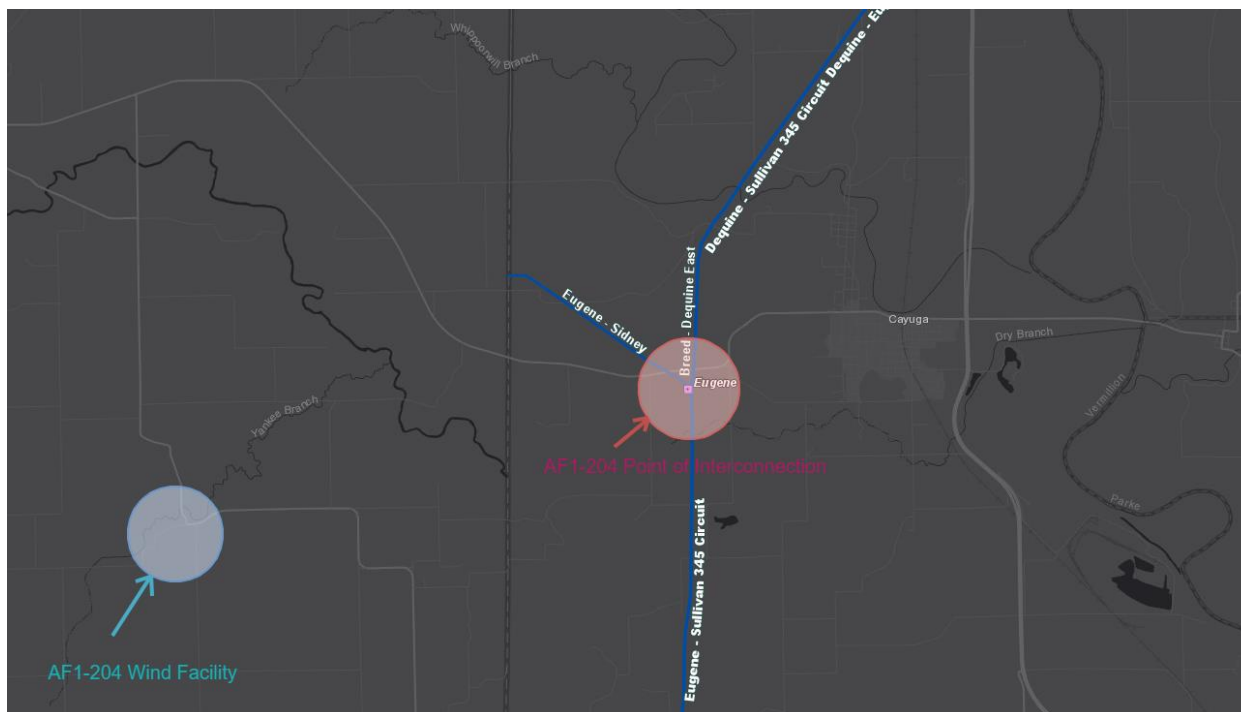 Whippoorwill Branch
Dequine - Eu
Dequine - Sullivan 345 Circuit
Breed - Dequine East
Eugene - Sidney
Cayuga
Dry Branch
Eugene
Vermillion
Yankee Branch
AF1-204 Point of Interconnection
Parke
Eugene - Sullivan 345 Circuit
AF1-204 Wind Facility